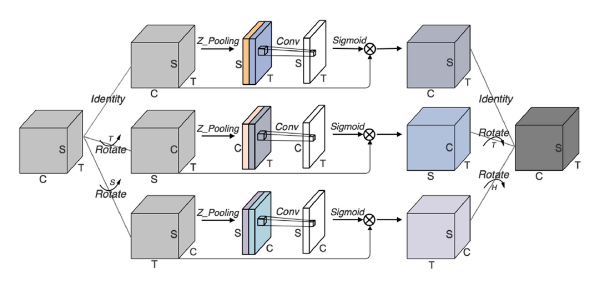 Z_Pooling Conv Sigmoid
S S S S
T T T
C C
Identity Identity
Z_Pooling Conv Sigmoid
T Rotate C C C C Rotate T
S S
C T T T S T C T
S Rotate S Rotate H
Z_Pooling Conv Sigmoid
S S S S
C C C C
T T